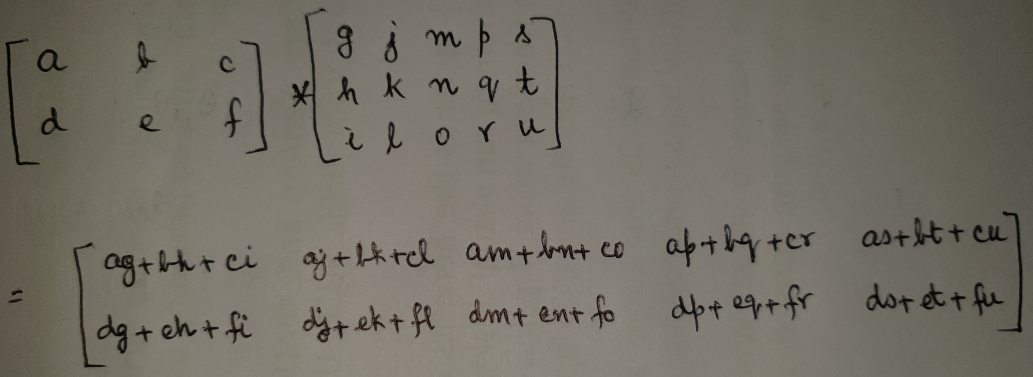 [a b c] * [g j m p s]
[d e f] [h k n q t]
[i l o r u]
= [ag+bh+ci aj+bk+cl am+bn+co ap+bq+cr as+bt+cu]
[dg+eh+fi dj+ek+fl dm+en+fo dp+eq+fr ds+et+fu]